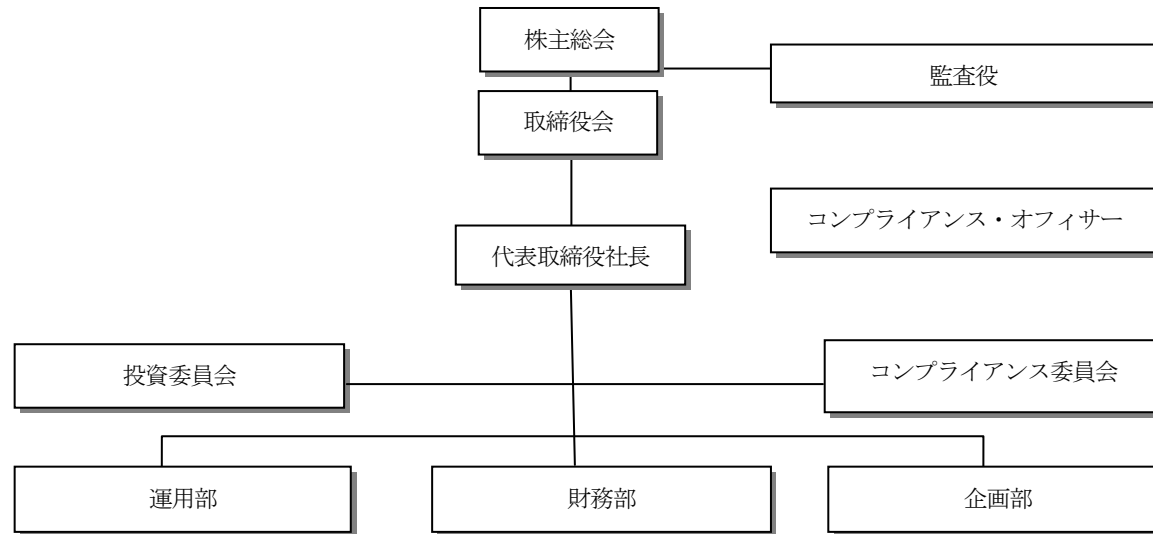 株主総会
監査役
取締役会
コンプライアンス・オフィサー
代表取締役社長
投資委員会
コンプライアンス委員会
運用部
財務部
企画部